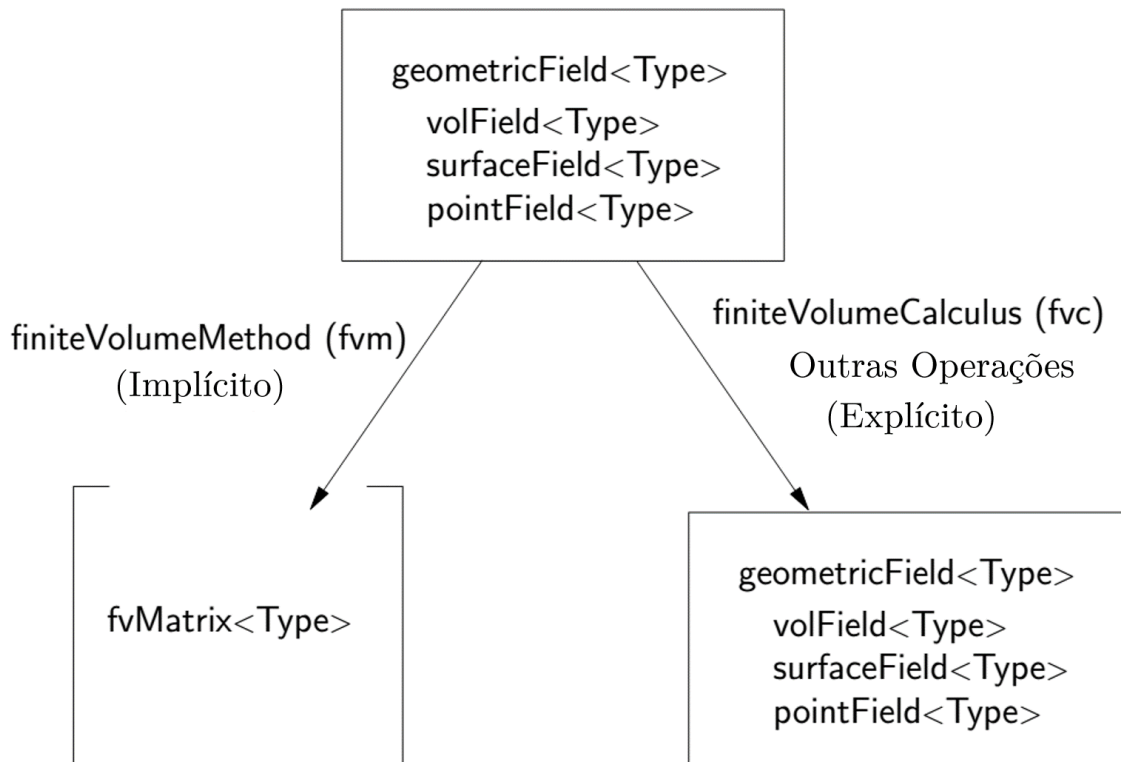 geometricField<Type>
volField<Type>
surfaceField<Type>
pointField<Type>
finiteVolumeMethod (fvm)
(Implícito)
finiteVolumeCalculus (fvc)
Outras Operações
(Explícito)
fvMatrix<Type>
geometricField<Type>
volField<Type>
surfaceField<Type>
pointField<Type>